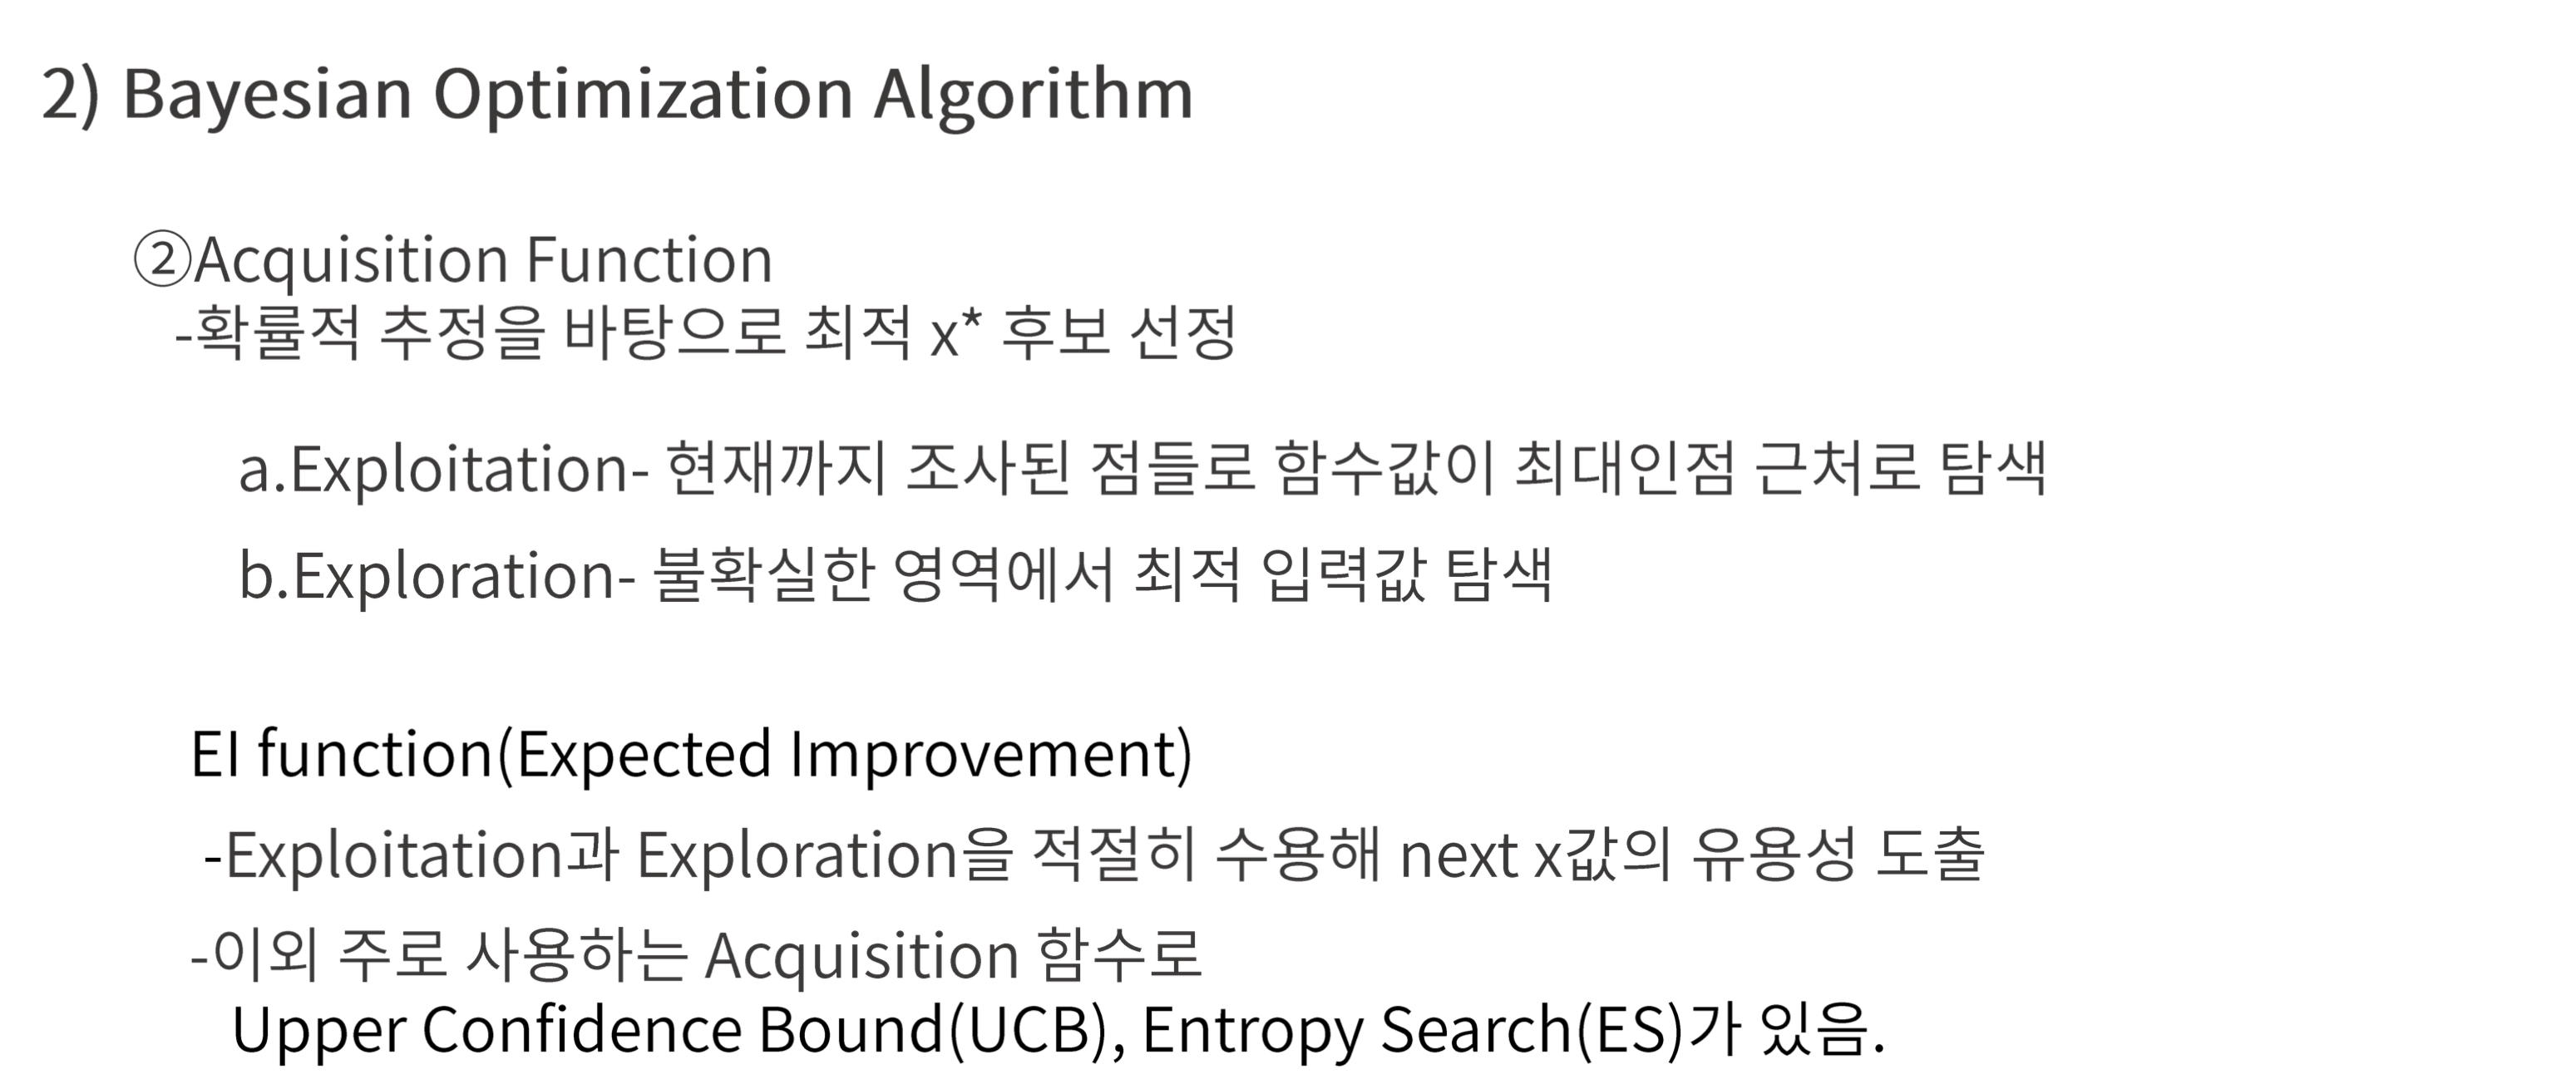 2) Bayesian Optimization Algorithm
②Acquisition Function
-확률적 추정을 바탕으로 최적 x* 후보 선정
a.Exploitation- 현재까지 조사된 점들로 함수값이 최대인점 근처로 탐색
b.Exploration- 불확실한 영역에서 최적 입력값 탐색
EI function(Expected Improvement)
-Exploitation과 Exploration을 적절히 수용해 next x값의 유용성 도출
-이외 주로 사용하는 Acquisition 함수로
Upper Confidence Bound(UCB), Entropy Search(ES)가 있음.